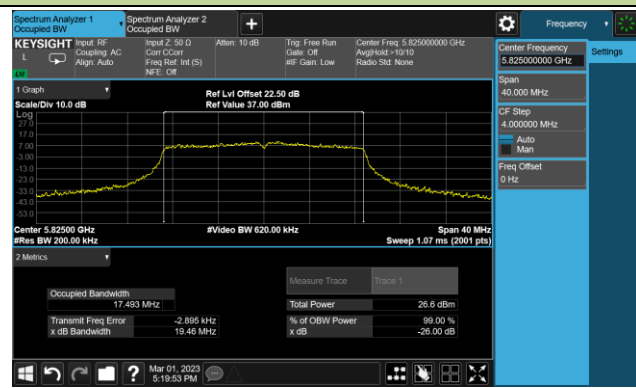 Spectrum Analyzer 1
Occupied BW
Spectrum Analyzer 2
Occupied BW
Frequency
KEYSIGHT
L
Input: RF
Coupling: AC
Align: Auto
Input Z: 50 Ω
Corr CCorr
Freq Ref: Int (S)
NFE: Off
Atten: 10 dB
Trig: Free Run
Gate: Off
#IF Gain: Low
Center Freq: 5.825000000 GHz
Avg|Hold:>10/10
Radio Std: None
Center Frequency
5.825000000 GHz
Settings
Span
40.000 MHz
CF Step
4.000000 MHz
Auto
Man
Freq Offset
0 Hz
1 Graph
Scale/Div 10.0 dB
Ref Lvl Offset 22.50 dB
Ref Value 37.00 dBm
Log
27.0
17.0
7.00
-3.00
-13.0
-23.0
-33.0
-43.0
-53.0
Center 5.82500 GHz
#Res BW 200.00 kHz
#Video BW 620.00 kHz
Span 40 MHz
Sweep 1.07 ms (2001 pts)
2 Metrics
Measure Trace
Trace 1
Occupied Bandwidth
17.493 MHz
Total Power
26.6 dBm
Transmit Freq Error
-2.895 kHz
% of OBW Power
99.00 %
x dB Bandwidth
19.46 MHz
x dB
-26.00 dB
Mar 01, 2023
5:19:53 PM